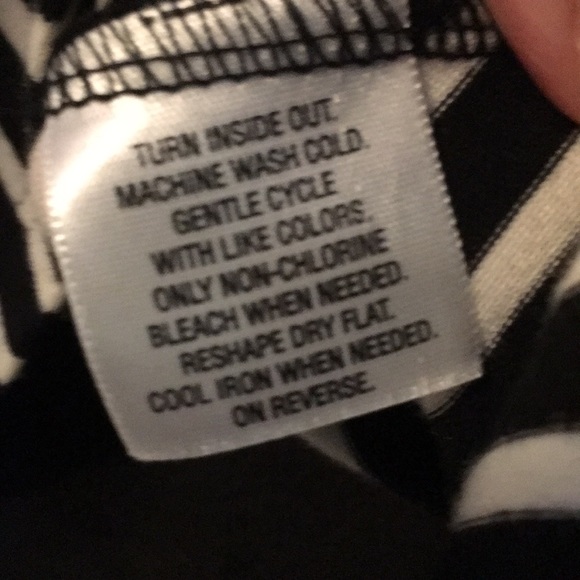 TURN INSIDE OUT.
MACHINE WASH COLD.
GENTLE CYCLE
WITH LIKE COLORS.
ONLY NON-CHLORINE
BLEACH WHEN NEEDED.
RESHAPE DRY FLAT.
COOL IRON WHEN NEEDED.
ON REVERSE.